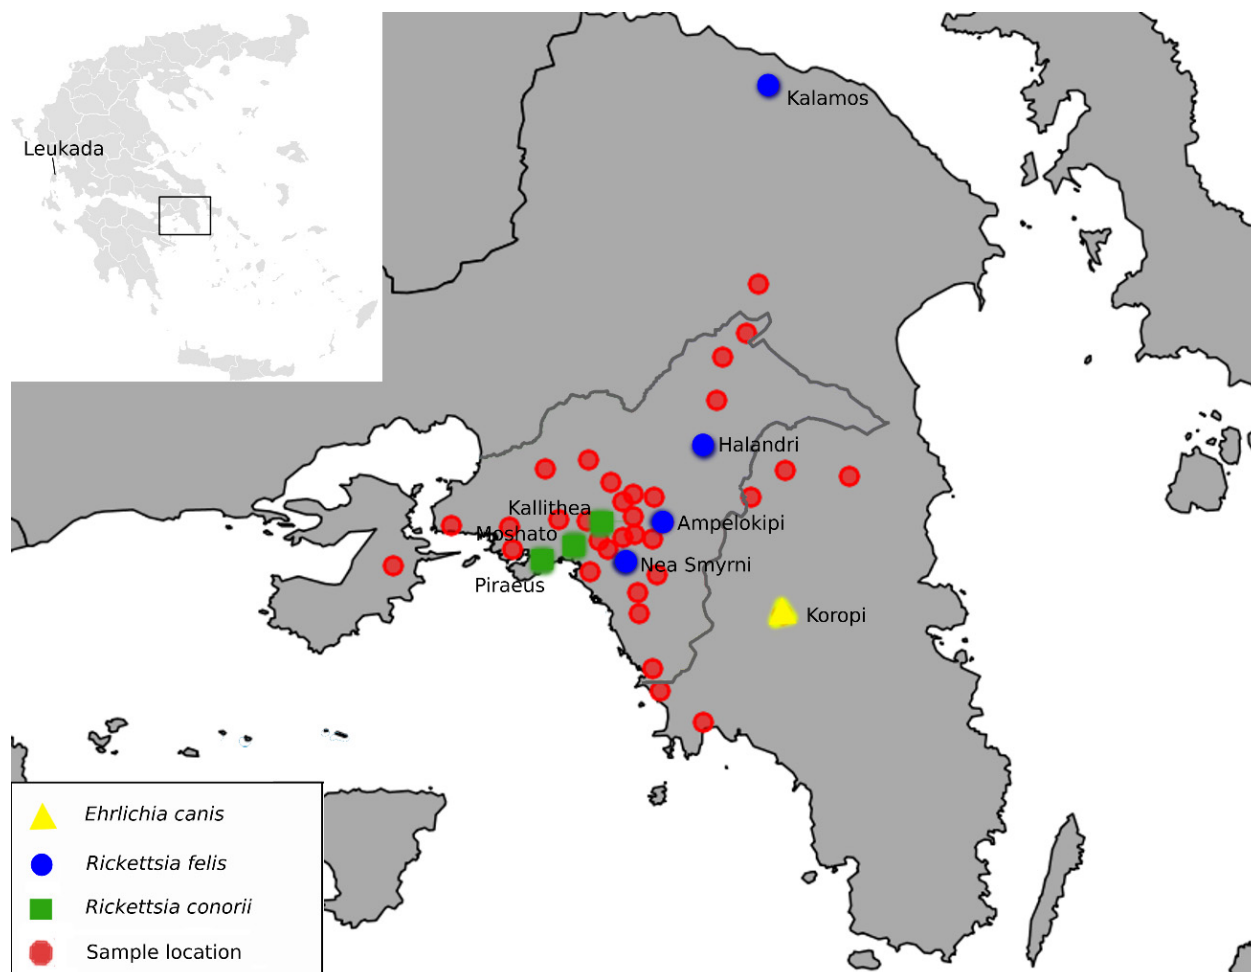 Leukada
Kalamos
Halandri
Kallithea
Ampelokipi
Moshato
Nea Smyrni
Piraeus
Koropi
Ehrlichia canis
Rickettsia felis
Rickettsia conorii
Sample location